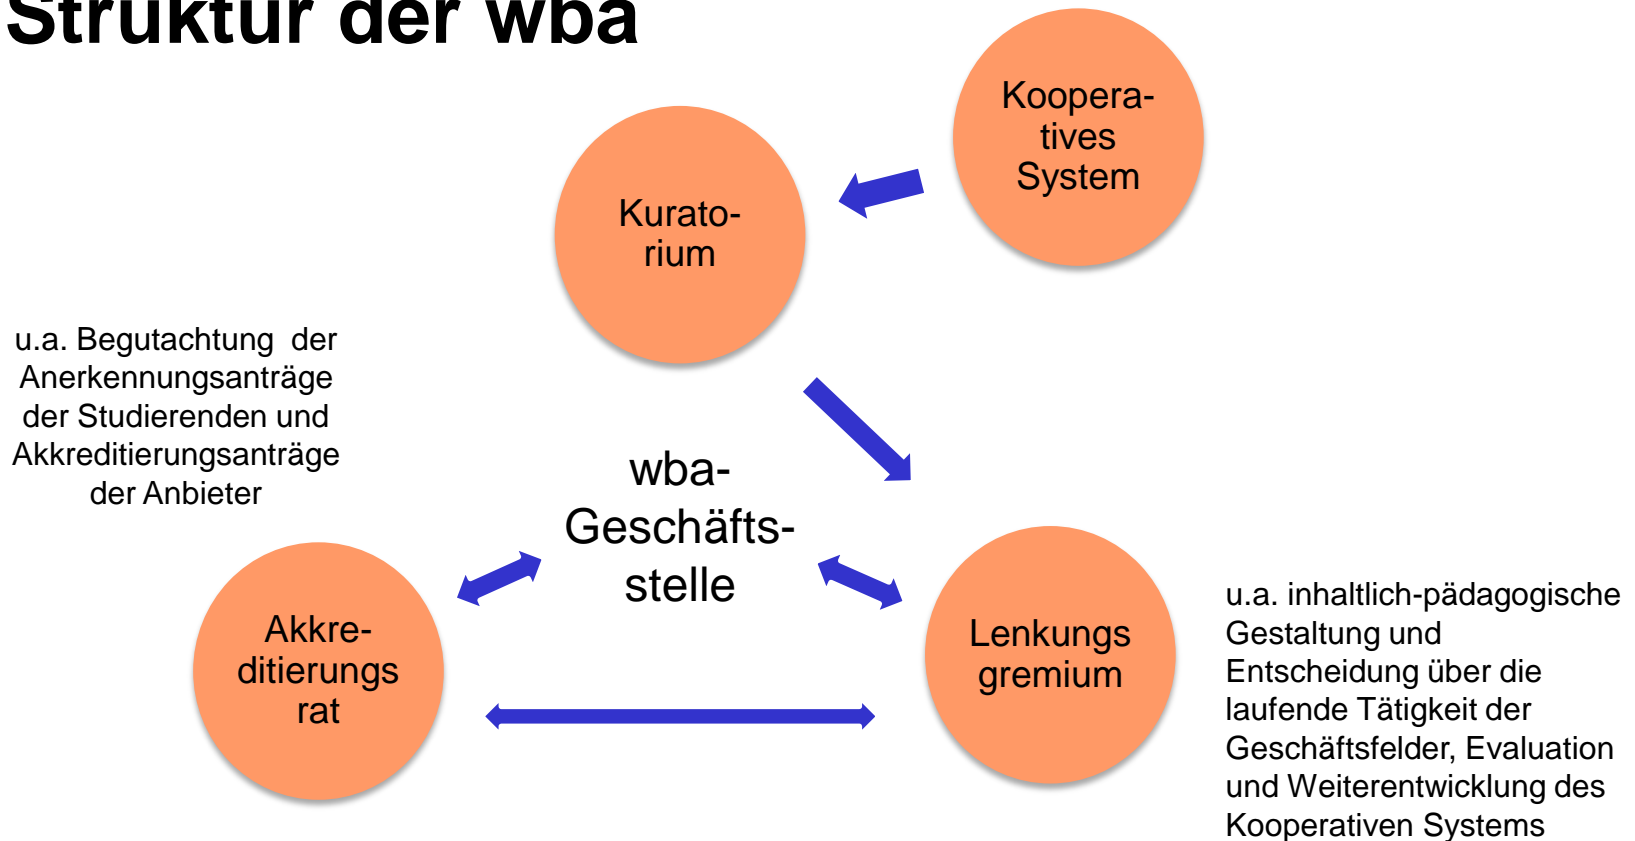 Struktur der wba
Koopera-
tives
System
Kurato-
rium
u.a. Begutachtung der
Anerkennungsanträge
der Studierenden und
Akkreditierungsanträge
der Anbieter
wba-
Geschäfts-
stelle
Akkre-
ditierungs
rat
Lenkungs
gremium
u.a. inhaltlich-pädagogische
Gestaltung und
Entscheidung über die
laufende Tätigkeit der
Geschäftsfelder, Evaluation
und Weiterentwicklung des
Kooperativen Systems